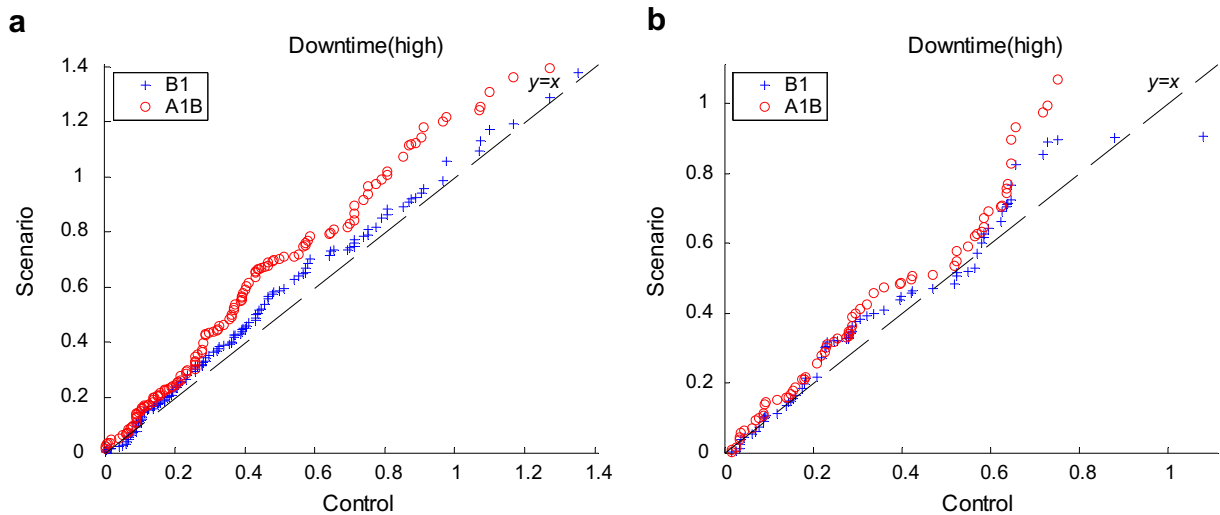 a
Downtime(high)
1.4
1.2
1
0.8
0.6
0.4
0.2
0
Scenario
B1
A1B
y=x
0 0.2 0.4 0.6 0.8 1 1.2 1.4
Control
b
Downtime(high)
1
0.8
0.6
0.4
0.2
0
Scenario
B1
A1B
y=x
0 0.2 0.4 0.6 0.8 1
Control